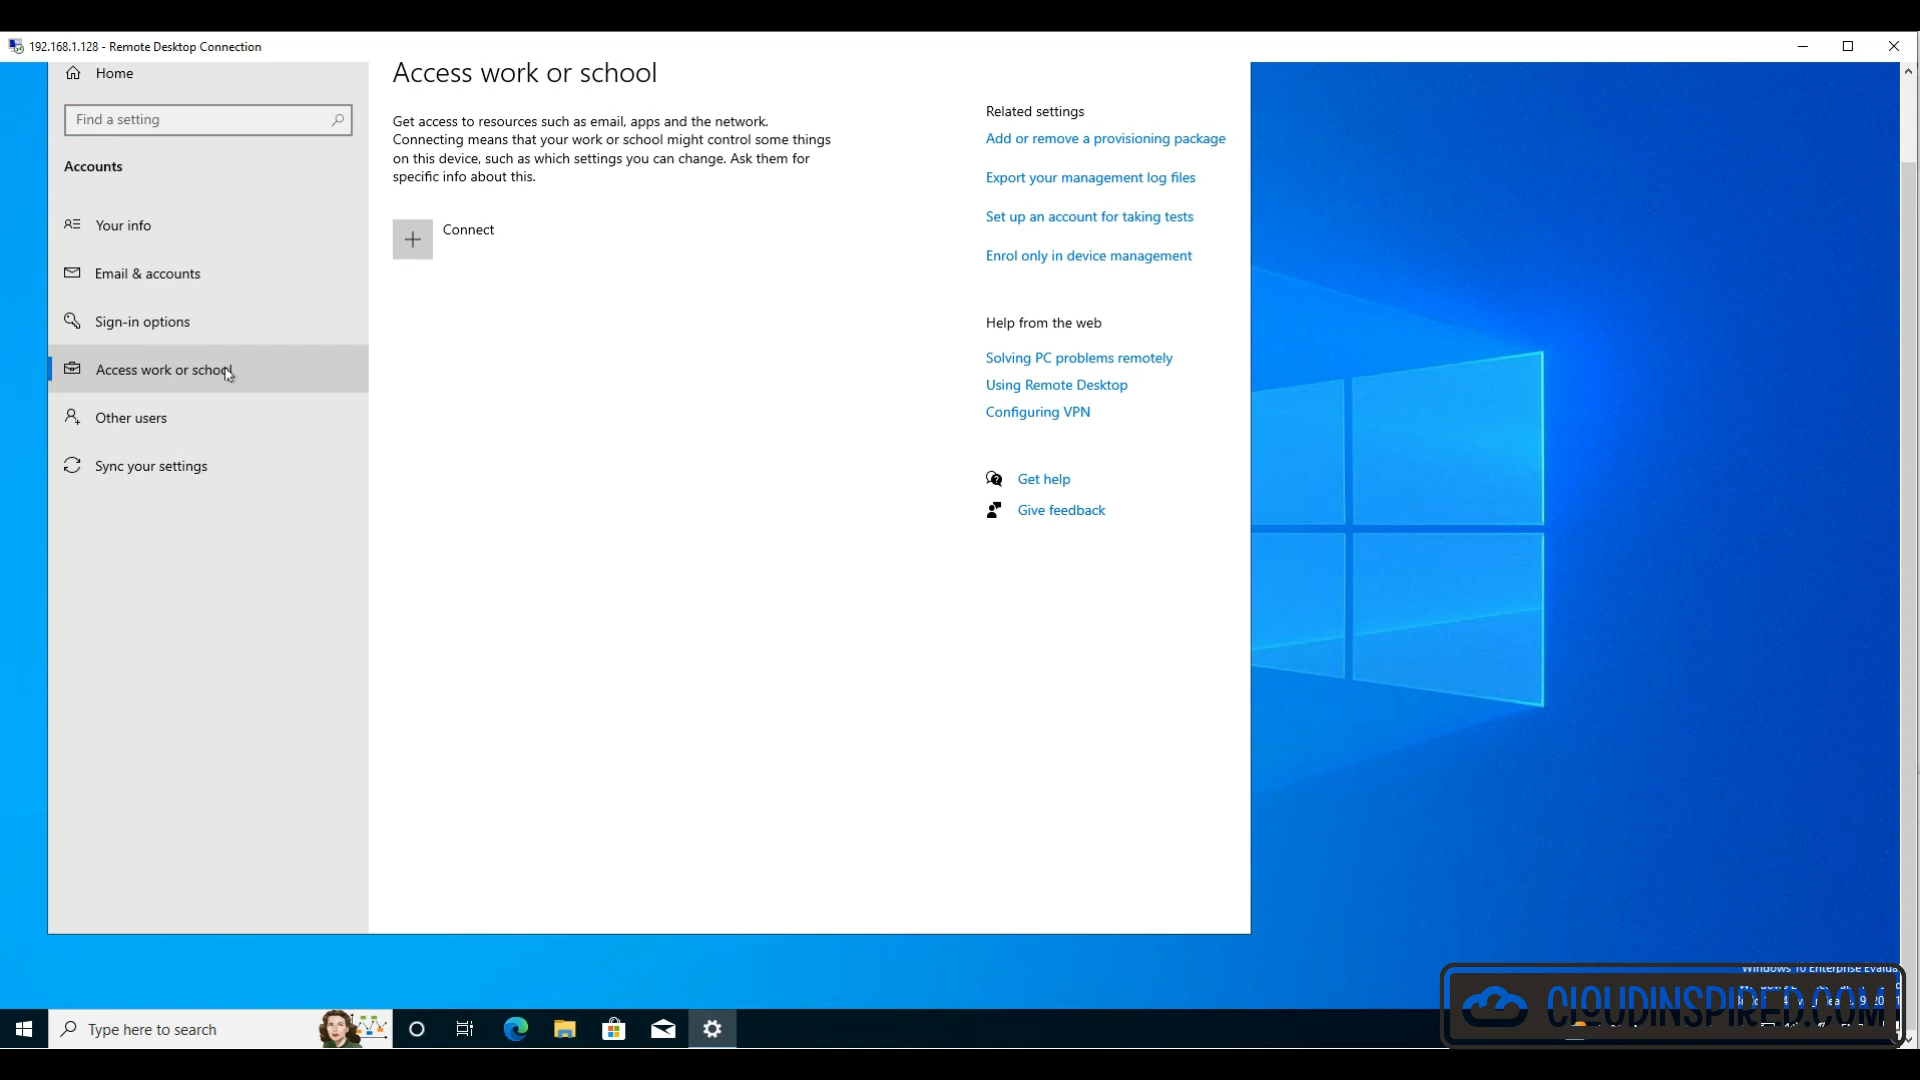 192.168.1.128 - Remote Desktop Connection
Home
Find a setting
Accounts
Your info
Email & accounts
Sign-in options
Access work or school
Other users
Sync your settings
Access work or school
Get access to resources such as email, apps and the network.
Connecting means that your work or school might control some things
on this device, such as which settings you can change. Ask them for
specific info about this.
Connect
Related settings
Add or remove a provisioning package
Export your management log files
Set up an account for taking tests
Enrol only in device management
Help from the web
Solving PC problems remotely
Using Remote Desktop
Configuring VPN
Get help
Give feedback
Windows 10 Enterprise Evalua
CLOUDINSPIRED.COM
Type here to search